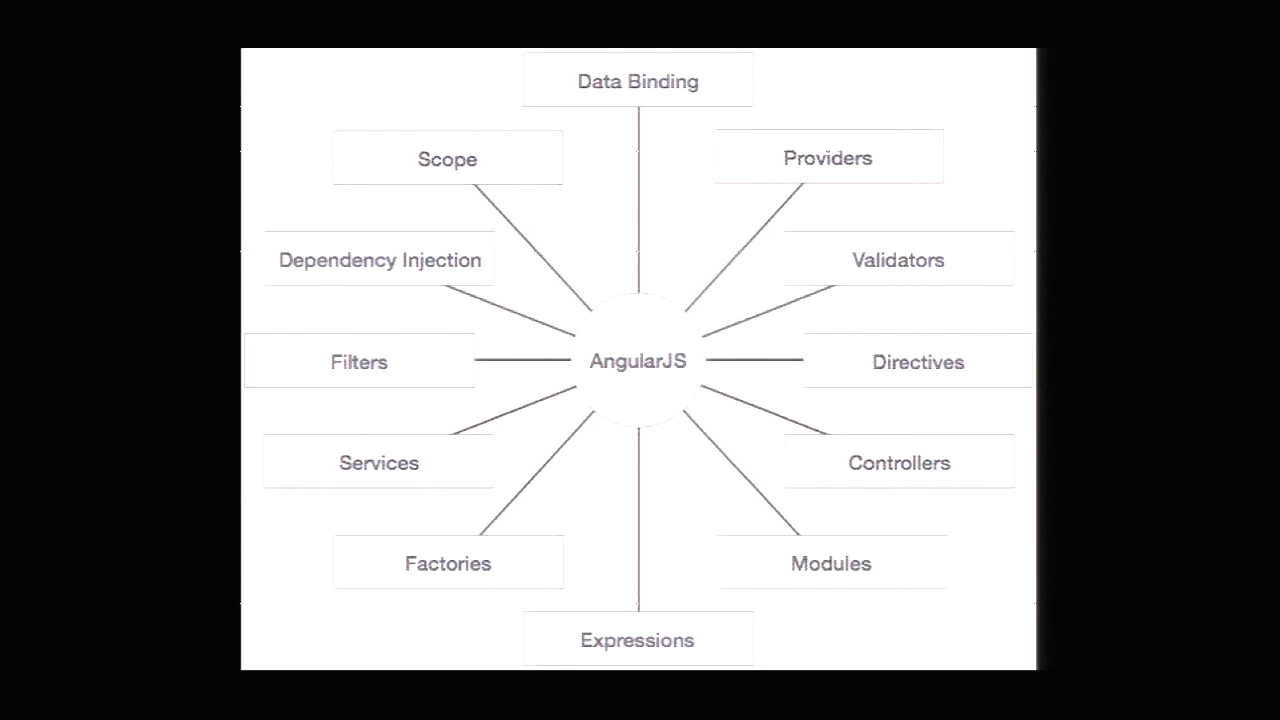 Data Binding
Scope
Providers
Dependency Injection
Validators
Filters
AngularJS
Directives
Services
Controllers
Factories
Modules
Expressions